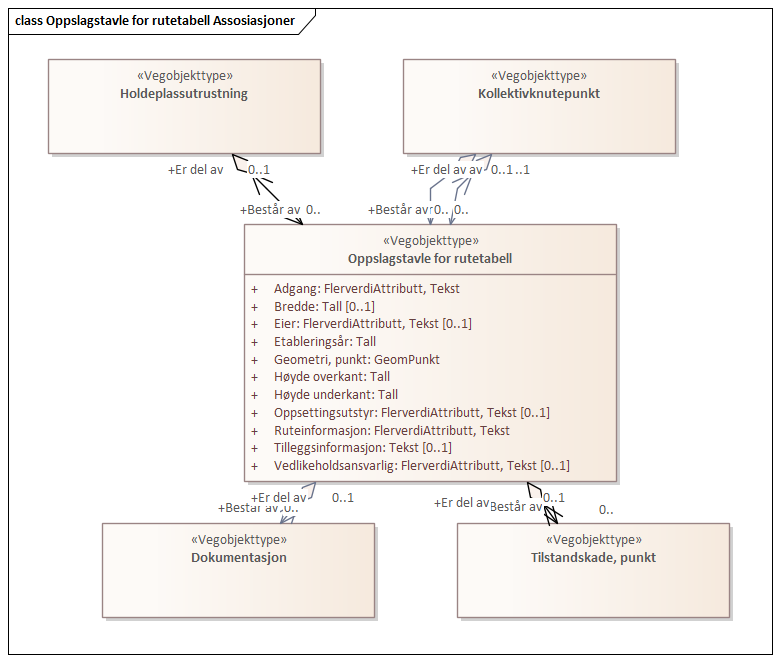 class Oppslagstavle for rutetabell Assosiasjoner
«Vegobjekttype»
Holdeplassutrustning
«Vegobjekttype»
Kollektivknutepunkt
+Er del av 0..1
+Er del av av 0..1 ..1
+Består av 0..
+Består av 0.. 0..
«Vegobjekttype»
Oppslagstavle for rutetabell
+ Adgang: FlerverdiAttributt, Tekst
+ Bredde: Tall [0..1]
+ Eier: FlerverdiAttributt, Tekst [0..1]
+ Etableringsår: Tall
+ Geometri, punkt: GeomPunkt
+ Høyde overkant: Tall
+ Høyde underkant: Tall
+ Oppsettingsutstyr: FlerverdiAttributt, Tekst [0..1]
+ Ruteinformasjon: FlerverdiAttributt, Tekst
+ Tilleggsinformasjon: Tekst [0..1]
+ Vedlikeholdsansvarlig: FlerverdiAttributt, Tekst [0..1]
+Er del av 0..1
+Består av 0..
+Er del av 0..1
Består av 0..
«Vegobjekttype»
Dokumentasjon
«Vegobjekttype»
Tilstandskade, punkt